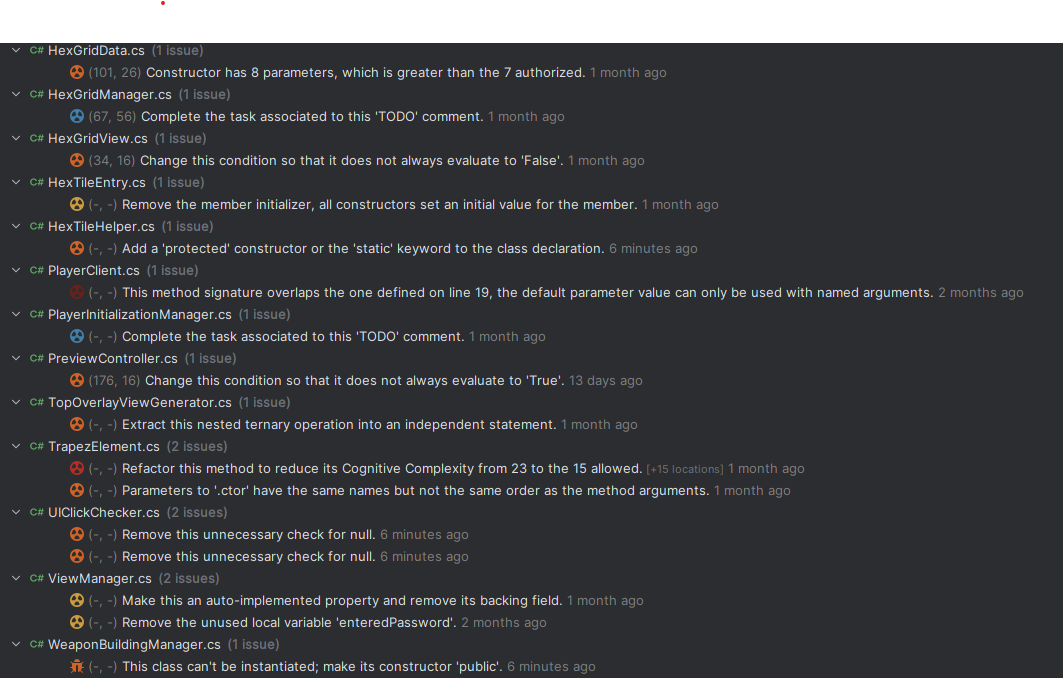 C# HexGridData.cs (1 issue)
(101, 26) Constructor has 8 parameters, which is greater than the 7 authorized. 1 month ago
C# HexGridManager.cs (1 issue)
(67, 56) Complete the task associated to this 'TODO' comment. 1 month ago
C# HexGridView.cs (1 issue)
(34, 16) Change this condition so that it does not always evaluate to 'False'. 1 month ago
C# HexTileEntry.cs (1 issue)
(-, -) Remove the member initializer, all constructors set an initial value for the member. 1 month ago
C# HexTileHelper.cs (1 issue)
(-, -) Add a 'protected' constructor or the 'static' keyword to the class declaration. 6 minutes ago
C# PlayerClient.cs (1 issue)
(-, -) This method signature overlaps the one defined on line 19, the default parameter value can only be used with named arguments. 2 months ago
C# PlayerInitializationManager.cs (1 issue)
(-, -) Complete the task associated to this 'TODO' comment. 1 month ago
C# PreviewController.cs (1 issue)
(176, 16) Change this condition so that it does not always evaluate to 'True'. 13 days ago
C# TopOverlayViewGenerator.cs (1 issue)
(-, -) Extract this nested ternary operation into an independent statement. 1 month ago
C# TrapezElement.cs (2 issues)
(-, -) Refactor this method to reduce its Cognitive Complexity from 23 to the 15 allowed. [+15 locations] 1 month ago
(-, -) Parameters to '.ctor' have the same names but not the same order as the method arguments. 1 month ago
C# UIClickChecker.cs (2 issues)
(-, -) Remove this unnecessary check for null. 6 minutes ago
(-, -) Remove this unnecessary check for null. 6 minutes ago
C# ViewManager.cs (2 issues)
(-, -) Make this an auto-implemented property and remove its backing field. 1 month ago
(-, -) Remove the unused local variable 'enteredPassword'. 2 months ago
C# WeaponBuildingManager.cs (1 issue)
(-, -) This class can't be instantiated; make its constructor 'public'. 6 minutes ago